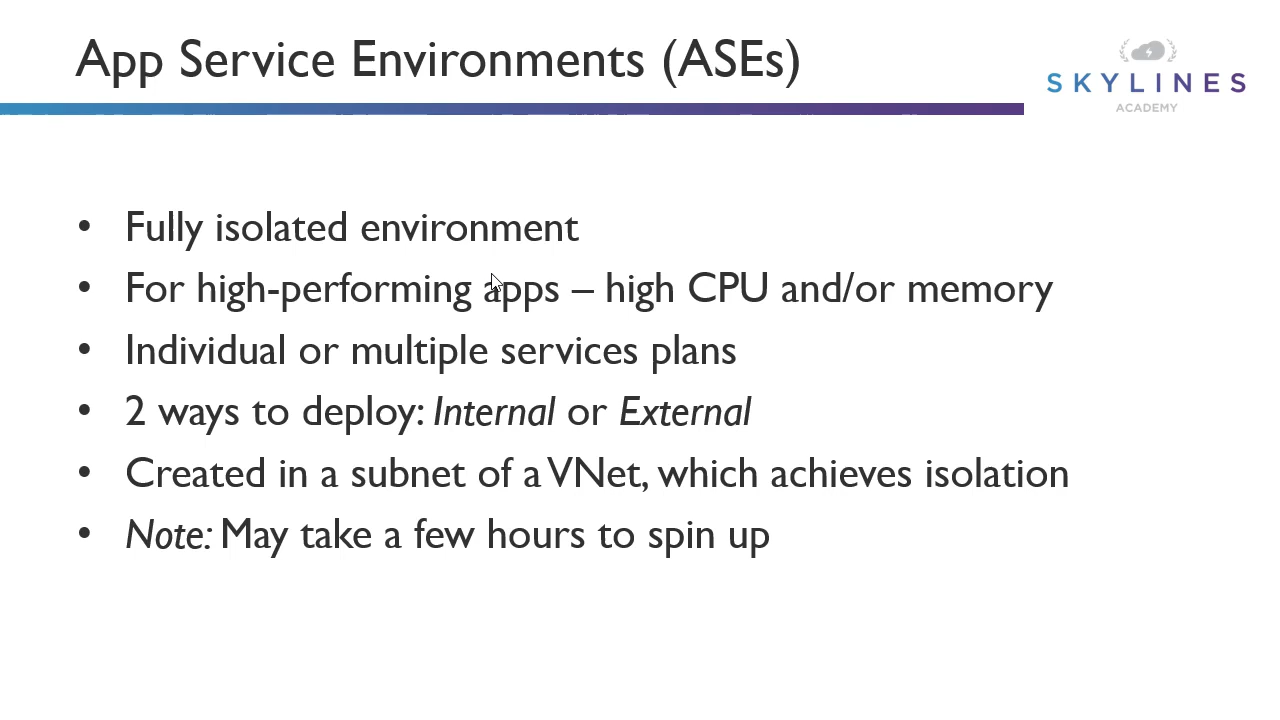 App Service Environments (ASEs)
SKYLINES
ACADEMY
• Fully isolated environment
• For high-performing apps – high CPU and/or memory
• Individual or multiple services plans
• 2 ways to deploy: Internal or External
• Created in a subnet of a VNet, which achieves isolation
• Note: May take a few hours to spin up